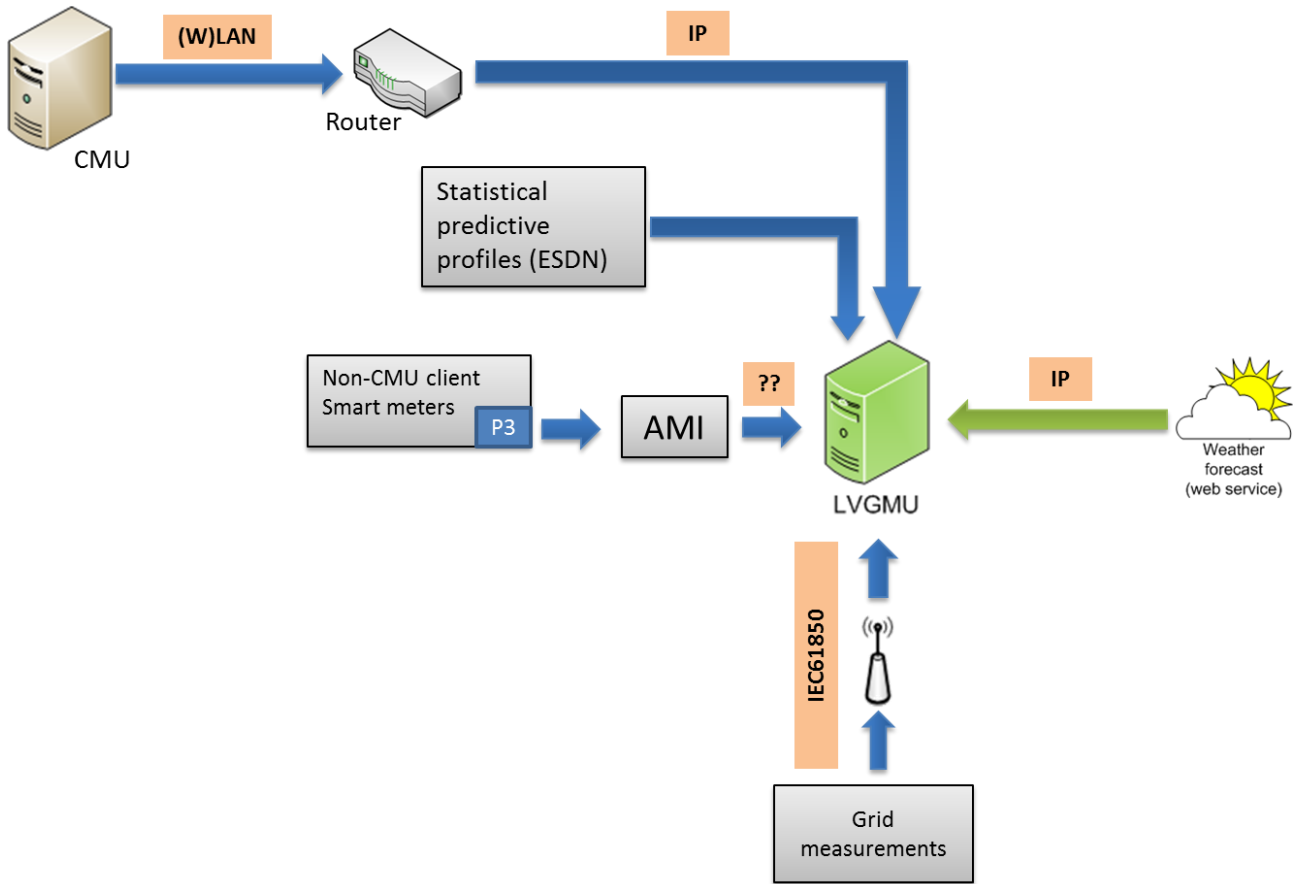 (W)LAN
IP
Router
CMU
Statistical
predictive
profiles (ESDN)
Non-CMU client
Smart meters
P3
AMI
??
IP
LVGMU
Weather
forecast
(web service)
IEC61850
Grid
measurements